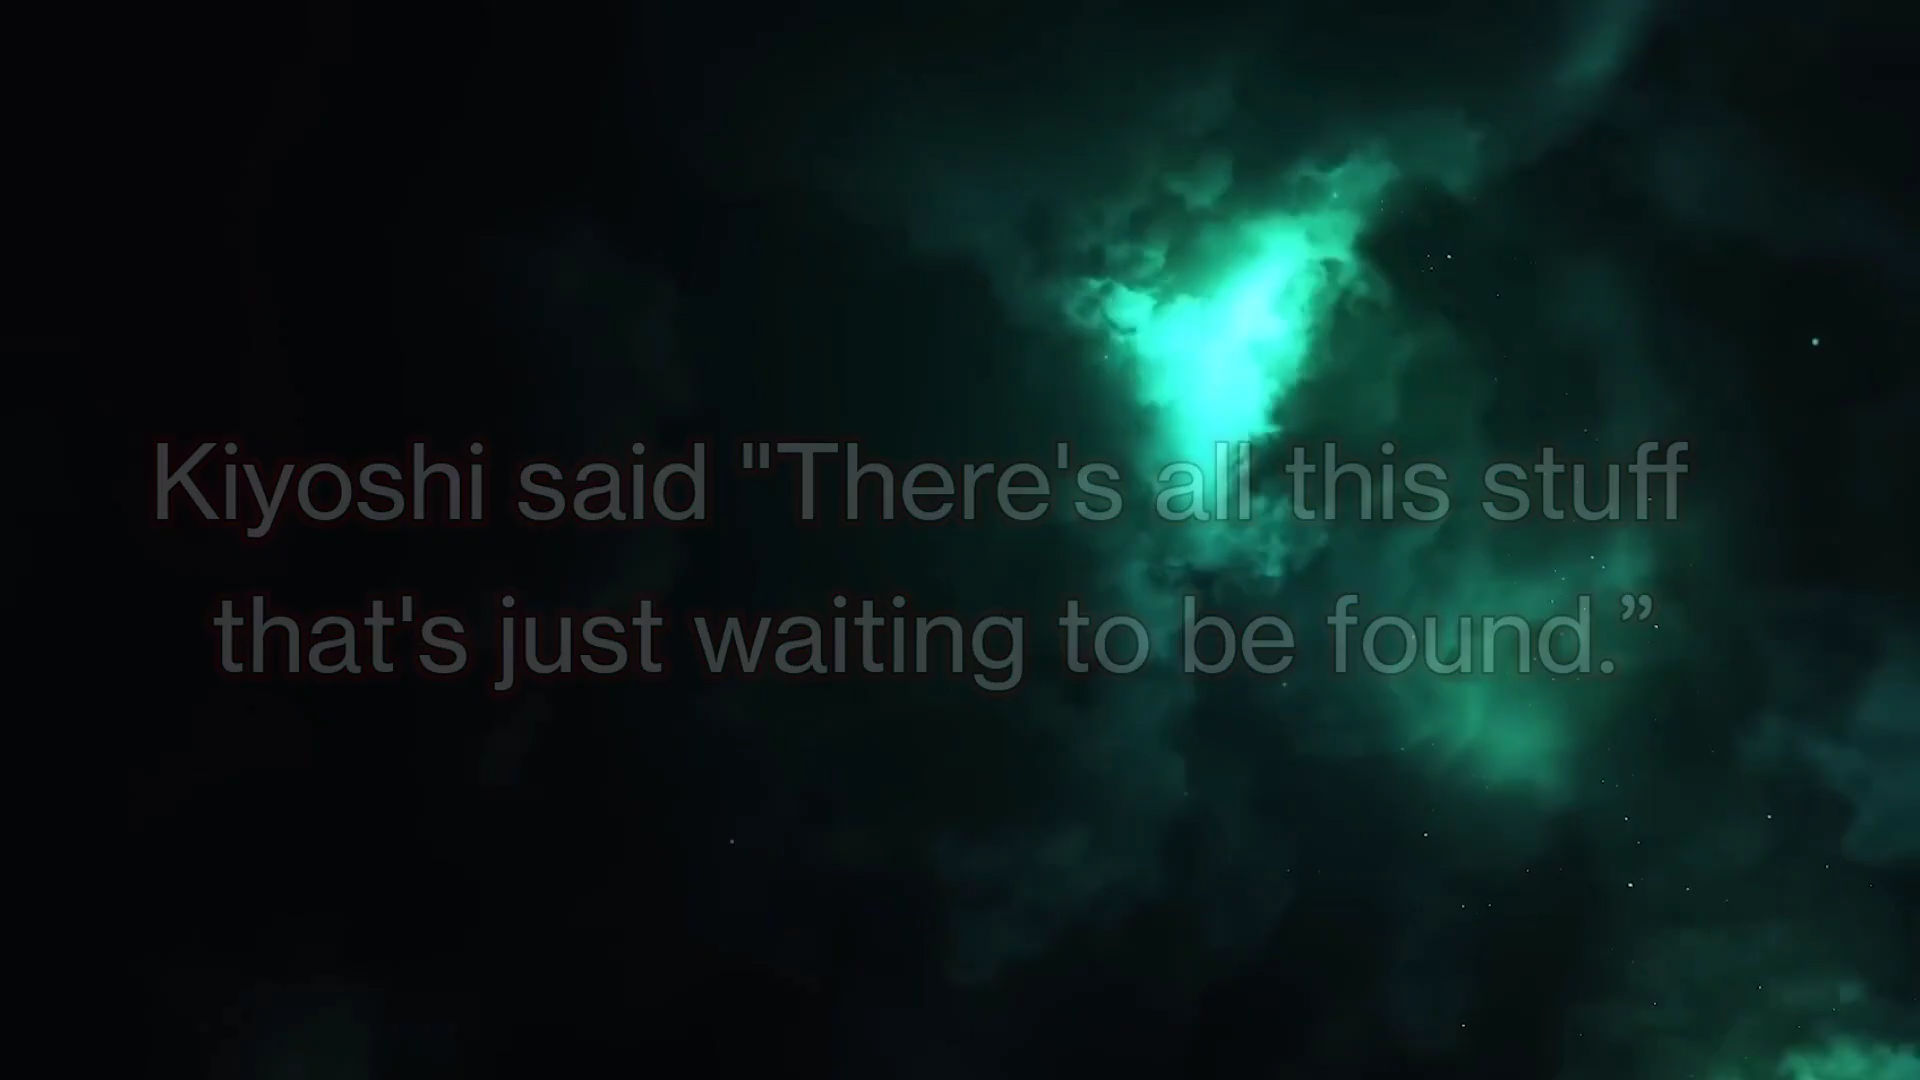 Kiyoshi said "There's all this stuff
that's just waiting to be found.”